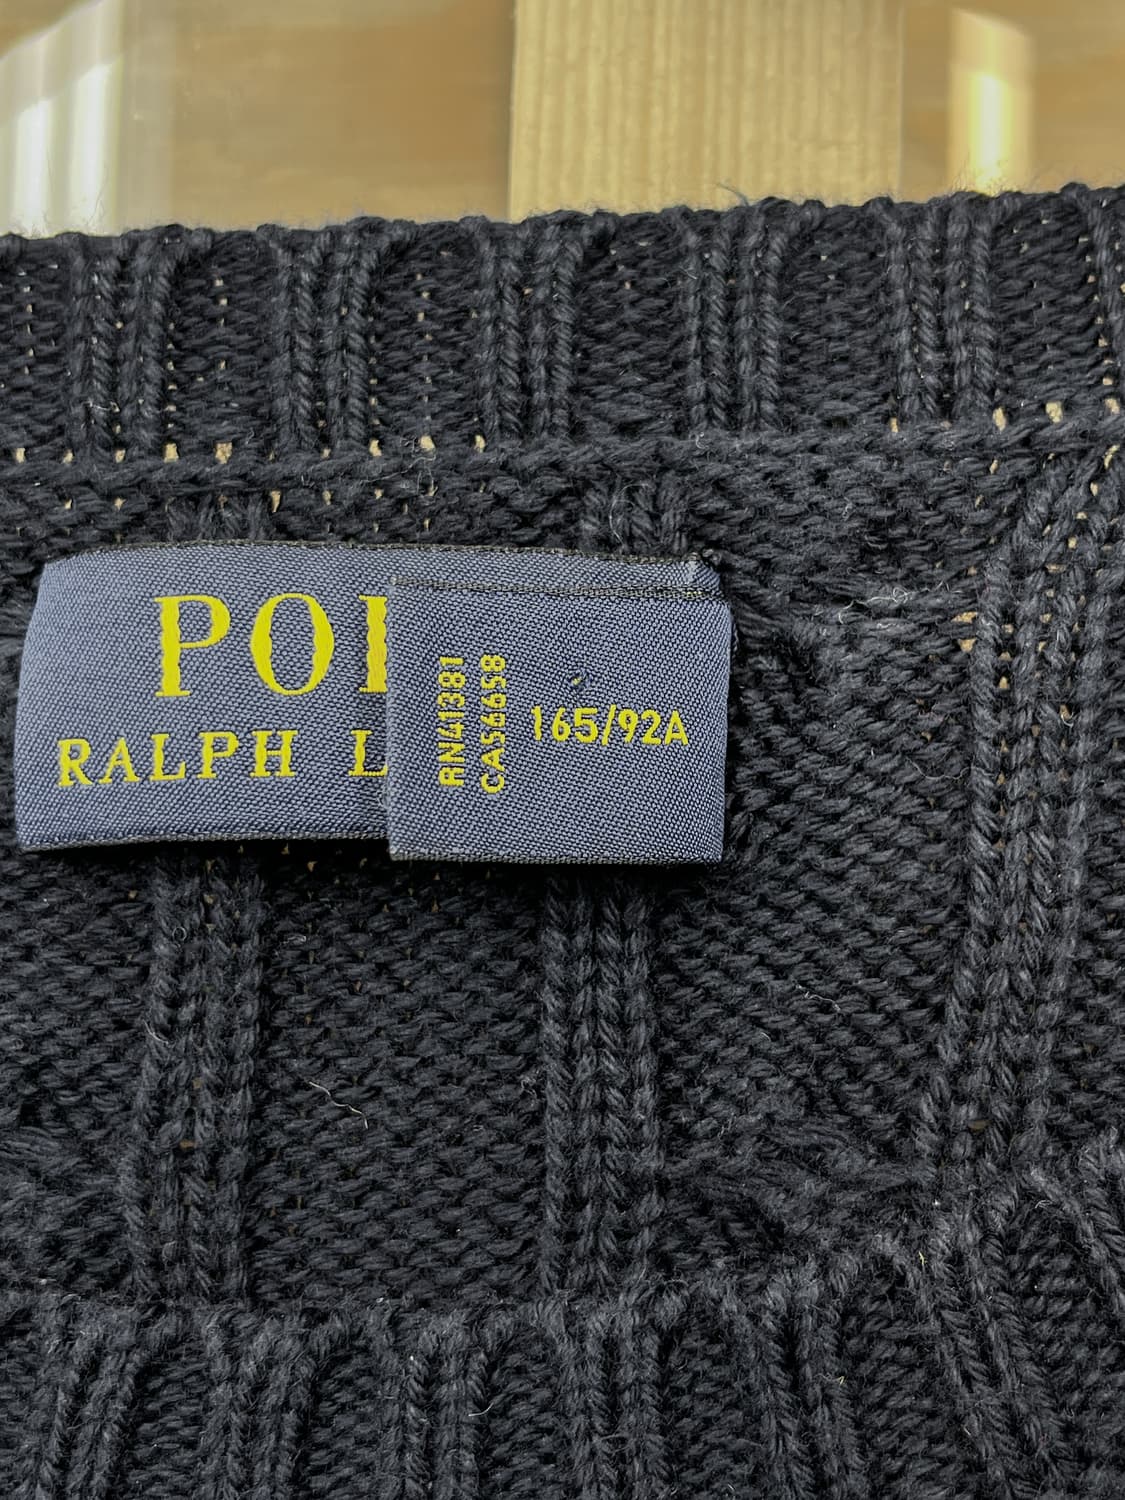 POL
RALPH L
RN41381
CA56658
165/92A